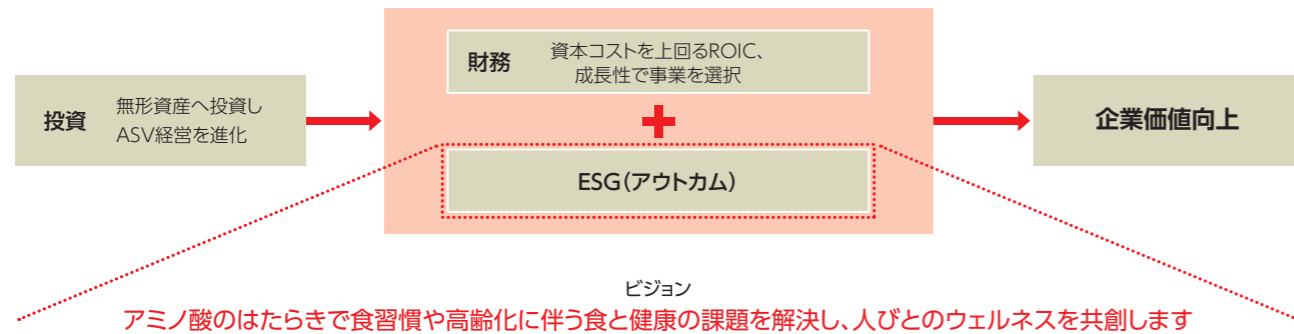 財務
資本コストを上回るROIC、
成長性で事業を選択
投資
無形資産へ投資し
ASV経営を進化
企業価値向上
ESG(アウトカム)
ビジョン
アミノ酸のはたらきで食習慣や高齢化に伴う食と健康の課題を解決し、人びとのウェルネスを共創します